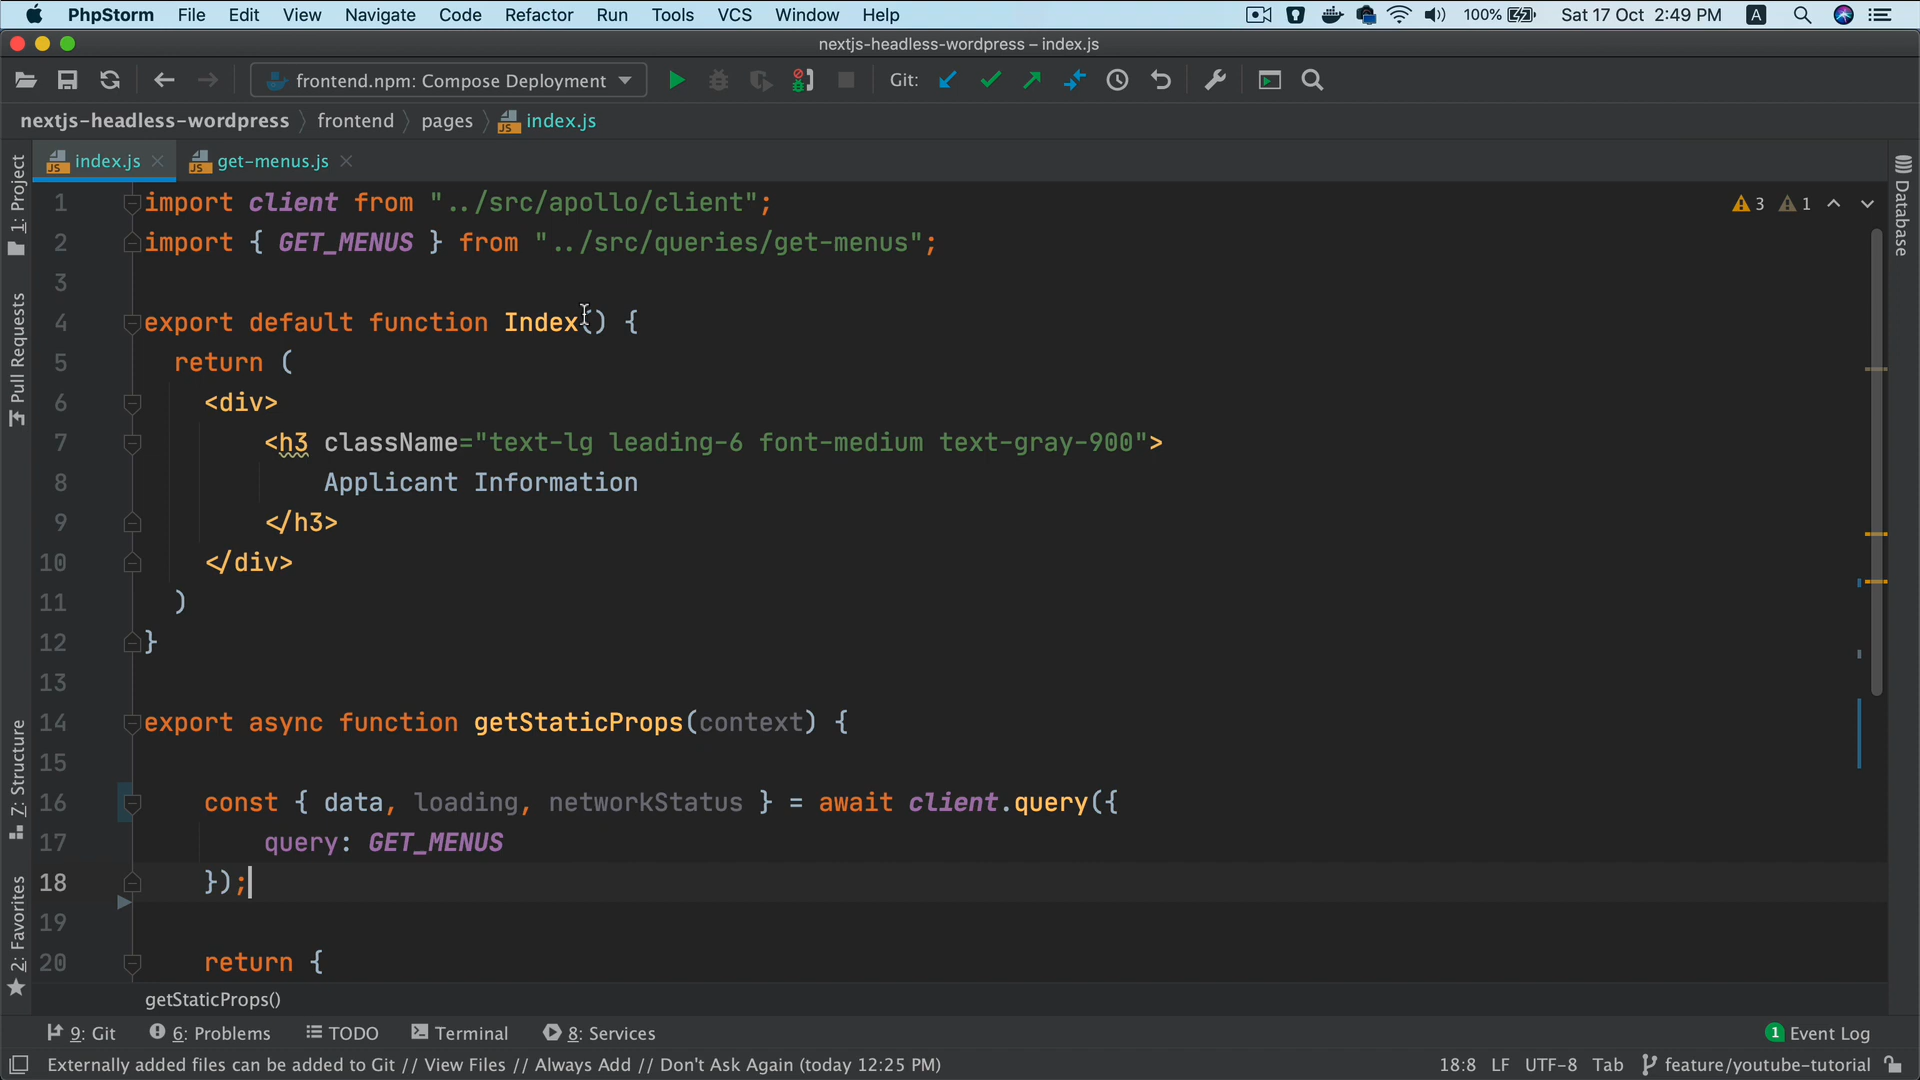 PhpStorm File Edit View Navigate Code Refactor Run Tools VCS Window Help 100% Sat 17 Oct 2:49 PM A
nextjs-headless-wordpress – index.js
frontend.npm: Compose Deployment Git:
nextjs-headless-wordpress frontend pages index.js
index.js get-menus.js
1 import client from "../src/apollo/client";
2 import { GET_MENUS } from "../src/queries/get-menus";
3
4 export default function Index() {
5 return (
6 <div>
7 <h3 className="text-lg leading-6 font-medium text-gray-900">
8 Applicant Information
9 </h3>
10 </div>
11 )
12 }
13
14 export async function getStaticProps(context) {
15
16 const { data, loading, networkStatus } = await client.query({
17 query: GET_MENUS
18 });
19
20 return {
3 1
1: Project
Pull Requests
7: Structure
2: Favorites
Database
getStaticProps()
9: Git 6: Problems TODO Terminal 8: Services 1 Event Log
Externally added files can be added to Git // View Files // Always Add // Don't Ask Again (today 12:25 PM) 18:8 LF UTF-8 Tab feature/youtube-tutorial